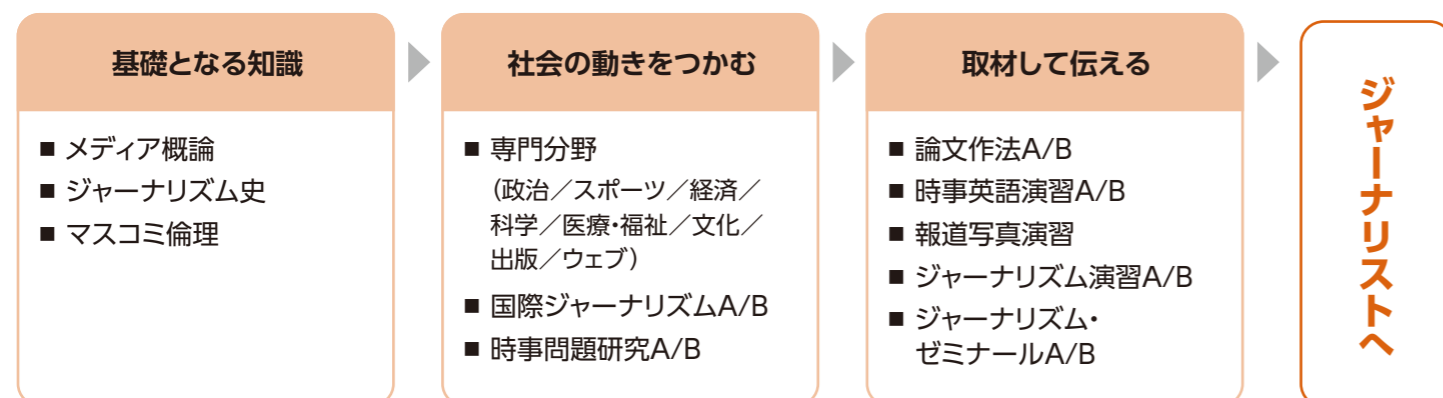 基礎となる知識
■ メディア概論
■ ジャーナリズム史
■ マスコミ倫理
社会の動きをつかむ
■ 専門分野
(政治／スポーツ／経済／
科学／医療・福祉／文化／
出版／ウェブ)
■ 国際ジャーナリズムA/B
■ 時事問題研究A/B
取材して伝える
■ 論文作法A/B
■ 時事英語演習A/B
■ 報道写真演習
■ ジャーナリズム演習A/B
■ ジャーナリズム・
ゼミナールA/B
ジャーナリストへ